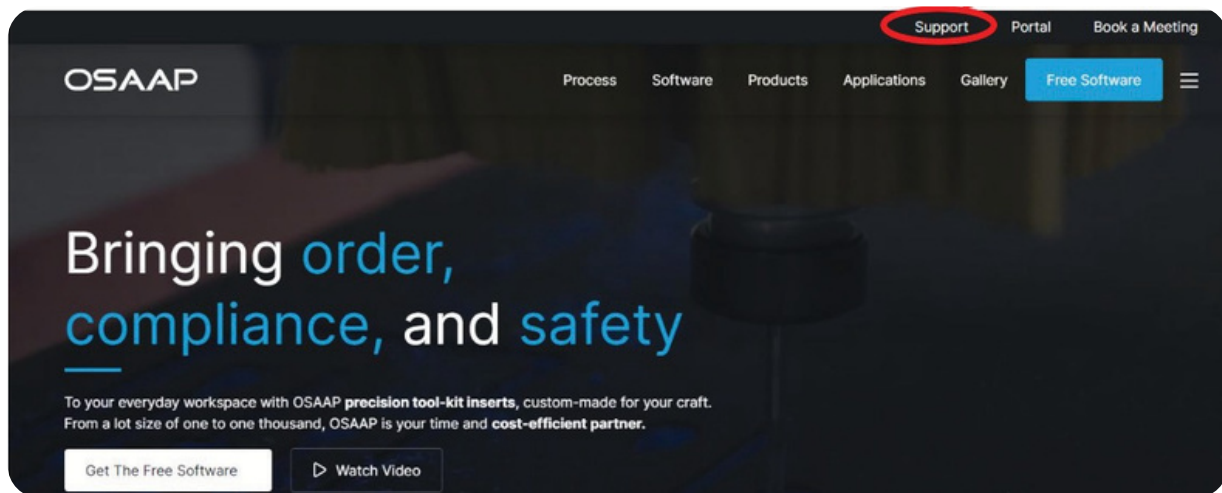 Support Portal Book a Meeting
OSAAP Process Software Products Applications Gallery Free Software
Bringing order,
compliance, and safety
To your everyday workspace with OSAAP precision tool-kit inserts, custom-made for your craft.
From a lot size of one to one thousand, OSAAP is your time and cost-efficient partner.
Get The Free Software Watch Video